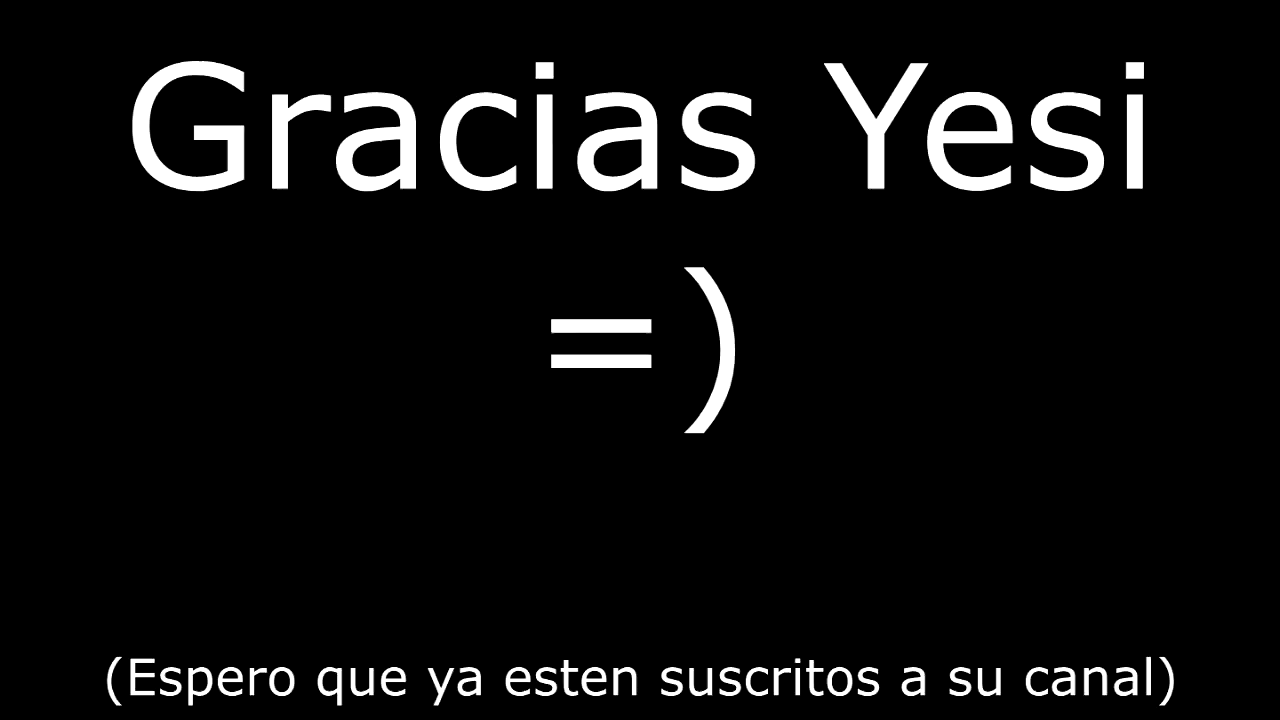 Gracias Yesi
=)
(Espero que ya esten suscritos a su canal)